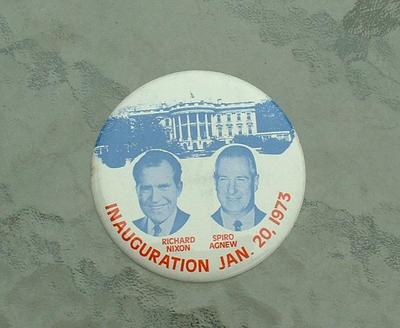 RICHARD
NIXON
SPIRO
AGNEW
INAUGURATION JAN. 20, 1973